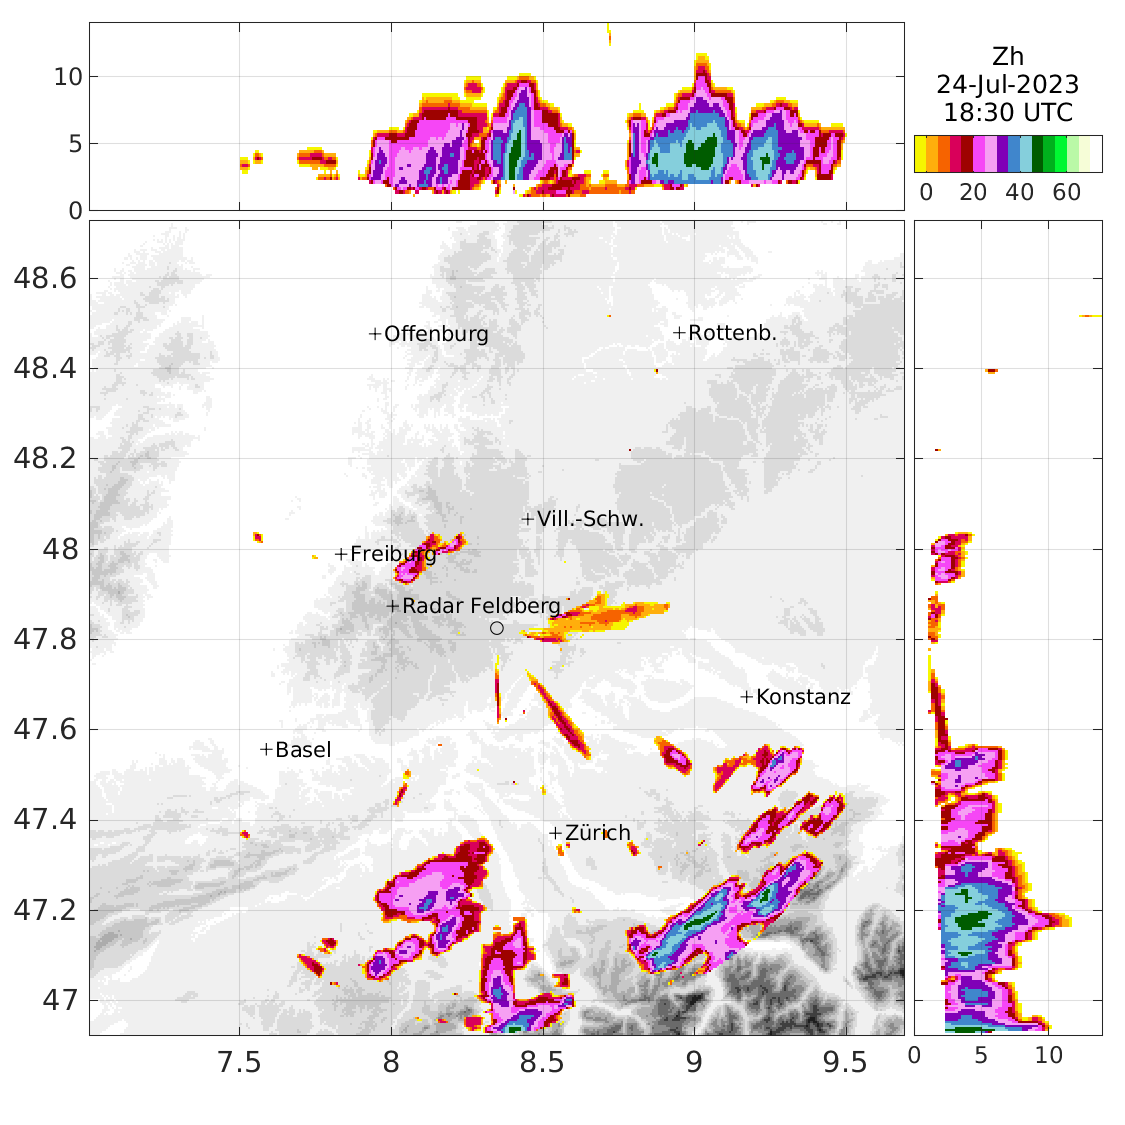 10
5
0
Zh
24-Jul-2023
18:30 UTC
0 20 40 60
48.6
48.4
48.2
48
47.8
47.6
47.4
47.2
47
Offenburg
Rottenb.
Vill.-Schw.
Freiburg
Radar Feldberg
Konstanz
Basel
Zürich
7.5 8 8.5 9 9.5
0 5 10